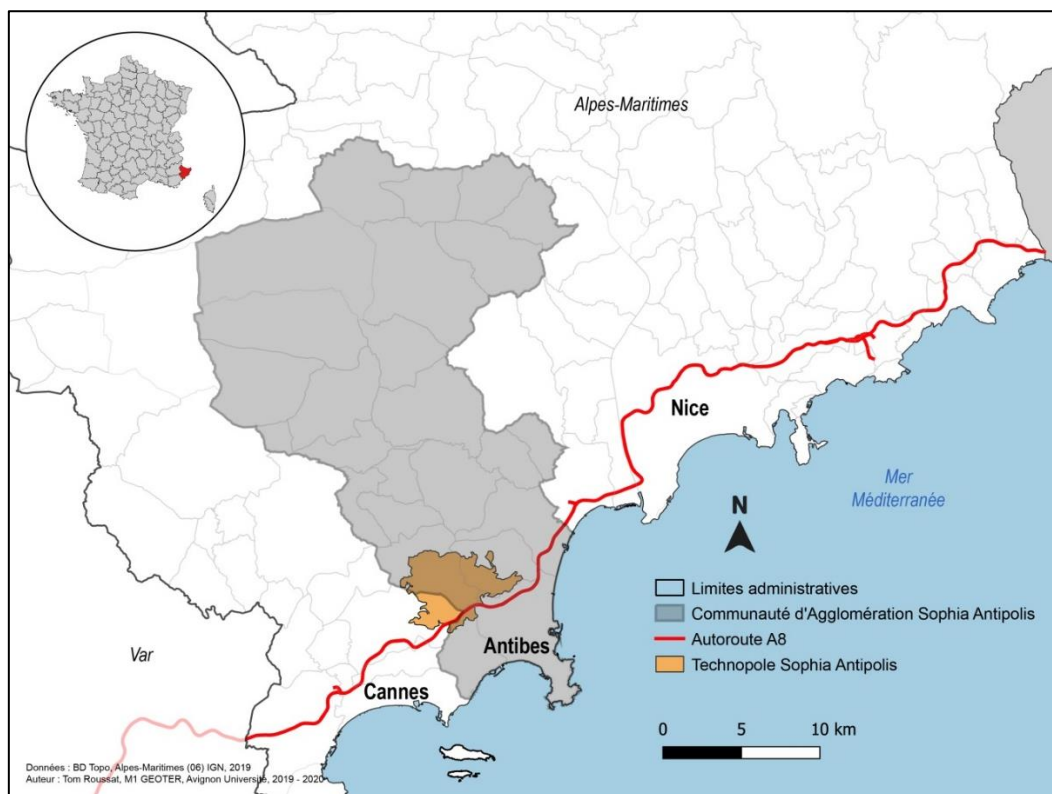 Alpes-Maritimes
Nice
Mer
Méditerranée
N
Limites administratives
Communauté d'Agglomération Sophia Antipolis
Autoroute A8
Technopole Sophia Antipolis
Antibes
Var
Cannes
0 5 10 km
Données : BD Topo, Alpes-Maritimes (06) IGN, 2019
Auteur : Tom Roussat, M1 GEOTER, Avignon Université, 2019 - 2020